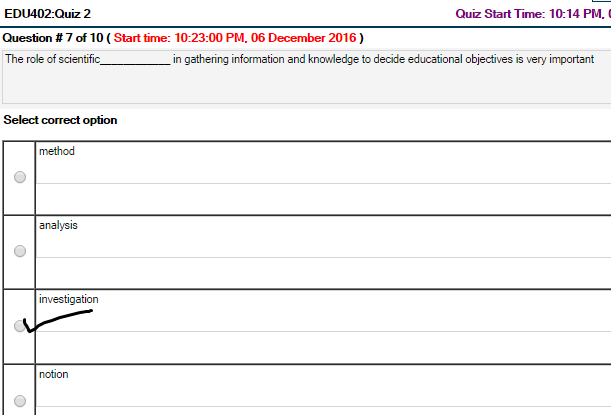 EDU402:Quiz 2 Quiz Start Time: 10:14 PM,
Question # 7 of 10 ( Start time: 10:23:00 PM, 06 December 2016 )
The role of scientific_____________ in gathering information and knowledge to decide educational objectives is very important
Select correct option
method
analysis
investigation
notion